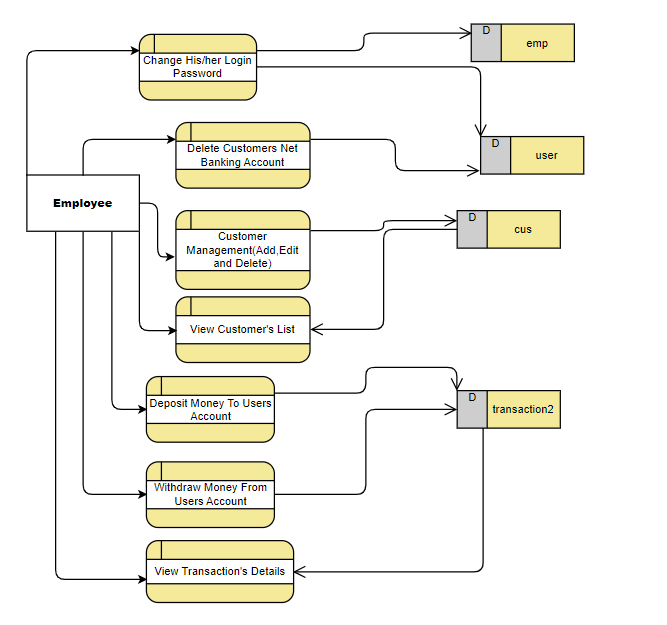 D
emp
Change His/her Login
Password
D
user
Delete Customers Net
Banking Account
Employee
D
cus
Customer
Management(Add,Edit
and Delete)
View Customer's List
D
transaction2
Deposit Money To Users
Account
Withdraw Money From
Users Account
View Transaction's Details